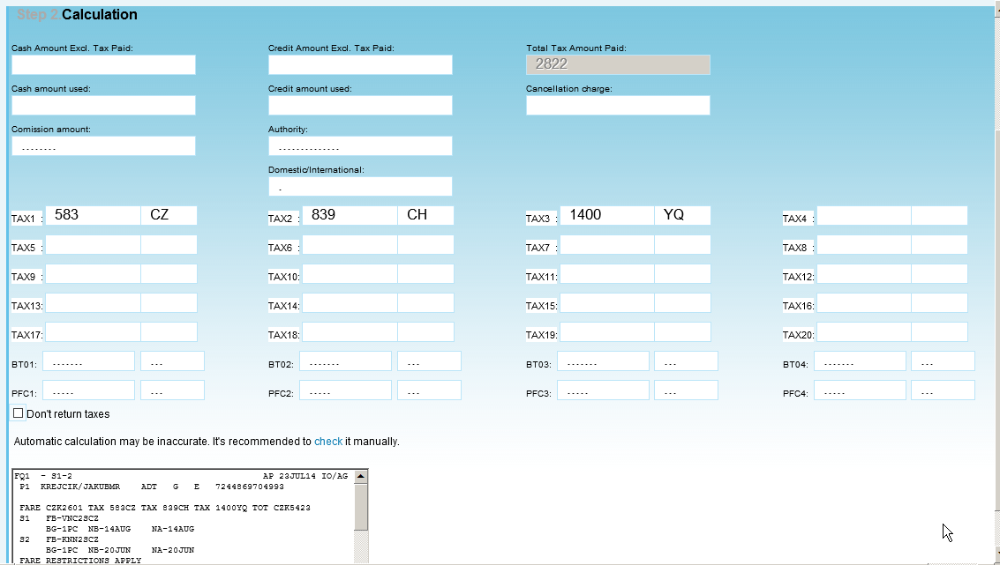 Step 2:Calculation
Cash Amount Excl. Tax Paid: Credit Amount Excl. Tax Paid: Total Tax Amount Paid:
2822
Cash amount used: Credit amount used: Cancellation charge:
Comission amount: Authority:
-------- --------------
Domestic/International:
-
TAX1 : 583 CZ TAX2 : 839 CH TAX3 : 1400 YQ TAX4 :
TAX5 : TAX6 : TAX7 : TAX8 :
TAX9 : TAX10: TAX11: TAX12:
TAX13: TAX14: TAX15: TAX16:
TAX17: TAX18: TAX19: TAX20:
BT01: ------- --- BT02: ------- --- BT03: ------- --- BT04: ------- ---
PFC1: ----- --- PFC2: ----- --- PFC3: ----- --- PFC4: ----- ---
Don't return taxes
Automatic calculation may be inaccurate. It's recommended to check it manually.
FQ1 - S1-2 AP 23JUL14 IO/AG
P1 KREJCIK/JAKUBMR ADT G E 7244869704993
FARE CZK2601 TAX 583CZ TAX 839CH TAX 1400YQ TOT CZK5423
S1 FB-VNC2SCZ
BG-1PC NB-14AUG NA-14AUG
S2 FB-KNN2SCZ
BG-1PC NB-20JUN NA-20JUN
FARE RESTRICTIONS APPLY